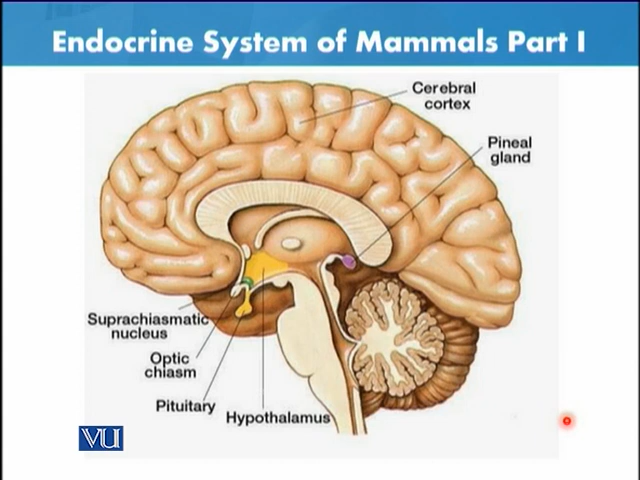 Endocrine System of Mammals Part I
Cerebral
cortex
Pineal
gland
Suprachiasmatic
nucleus
Optic
chiasm
Pituitary
Hypothalamus
VU